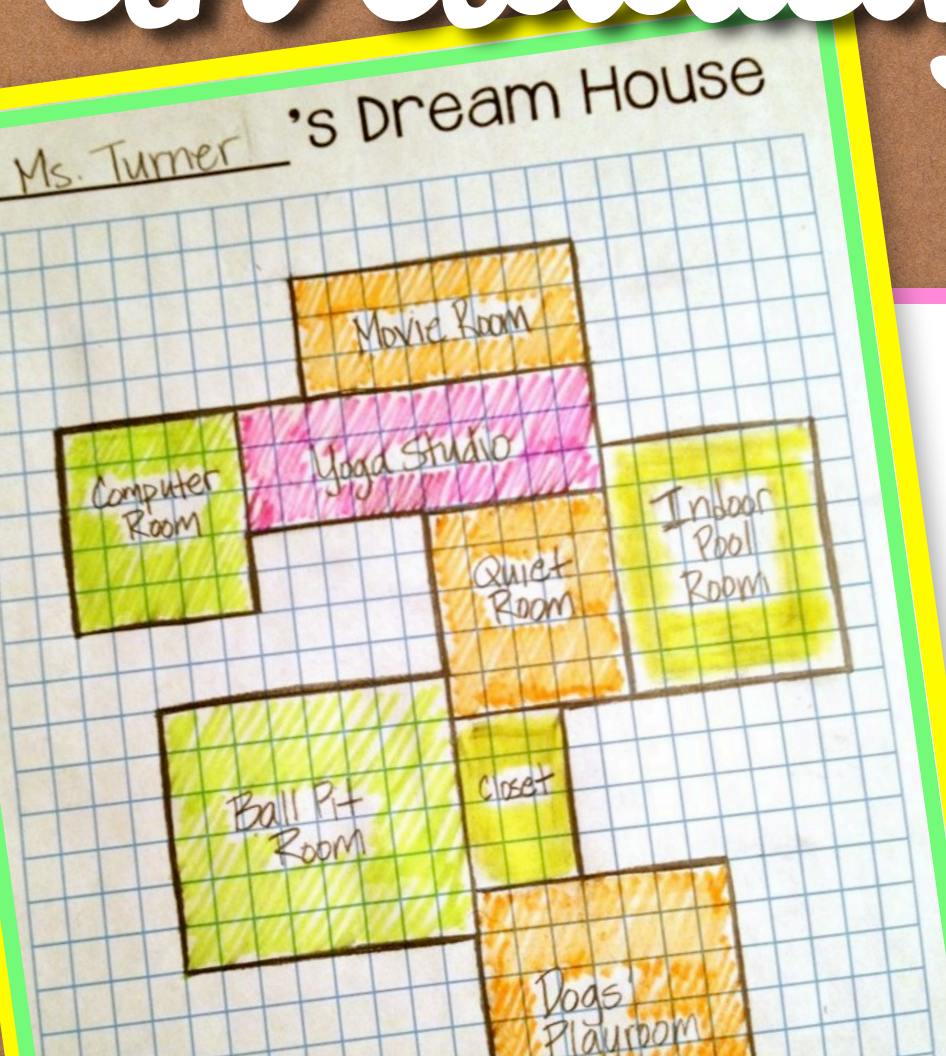 Ms. Turner 's Dream House
Movie Room
Yoga Studio
Computer
Room
Indoor
Pool
Room
Quiet
Room
Closet
Ball Pit
Room
Dogs'
Playroom